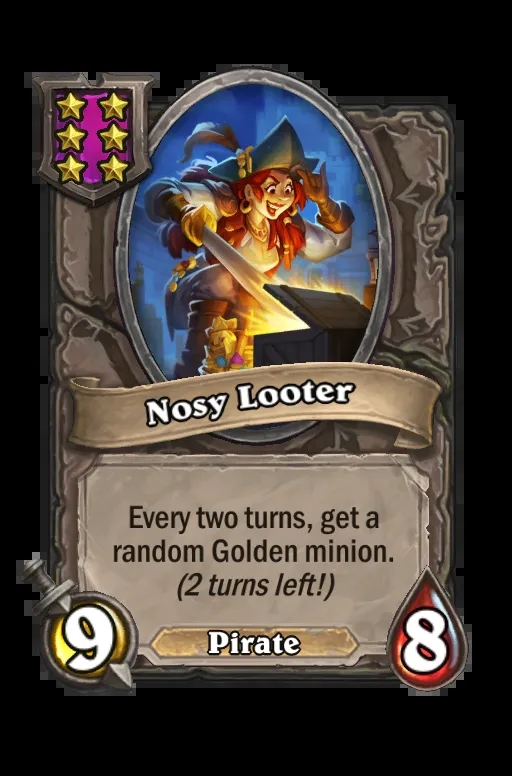 Nosy Looter
Every two turns, get a
random Golden minion.
(2 turns left!)
9
Pirate
8